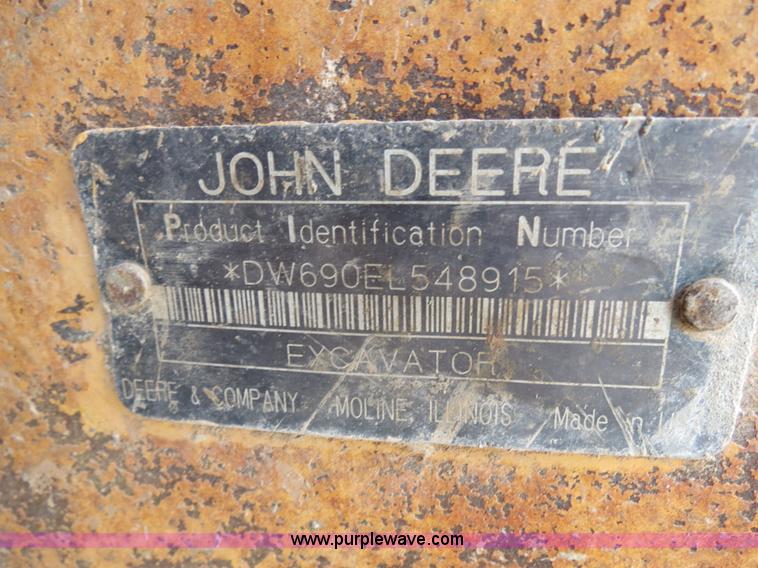 JOHN DEERE
Product Identification Number
*DW690EL548915*
EXCAVATOR
DEERE & COMPANY MOLINE, ILLINOIS Made in
www.purplewave.com